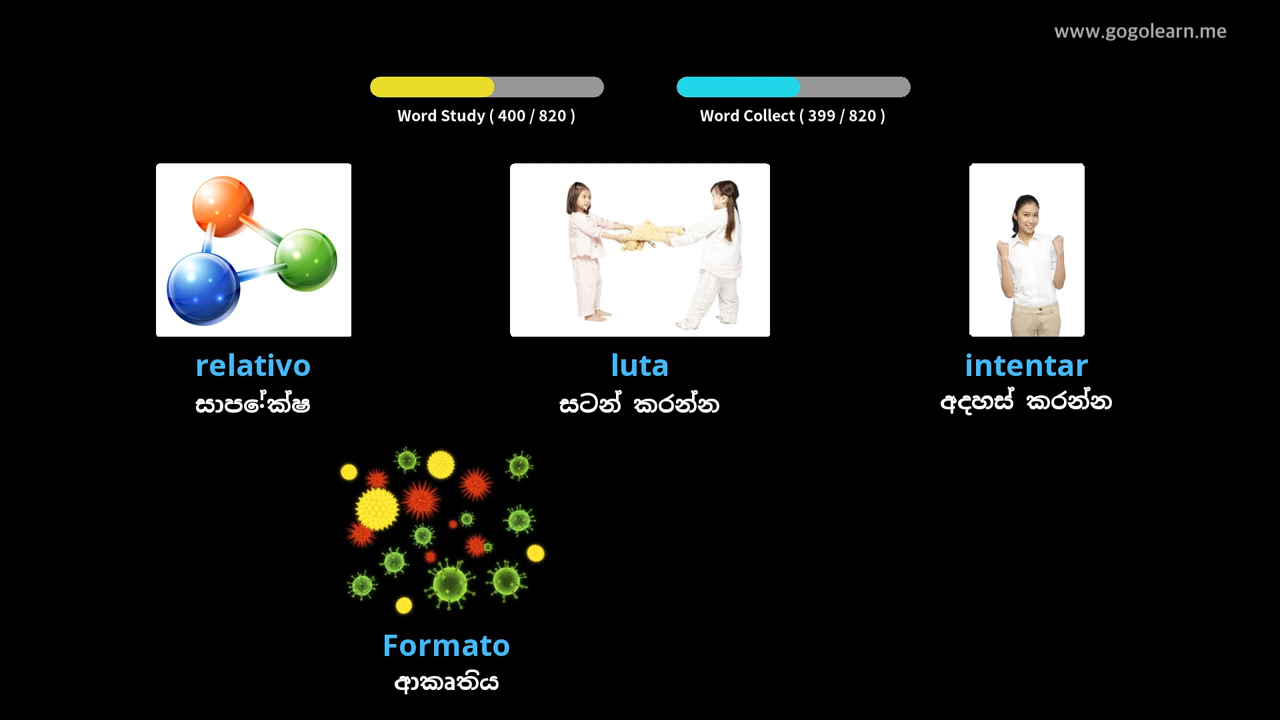 www.gogolearn.me
Word Study ( 400 / 820 )
Word Collect ( 399 / 820 )
relativo
luta
intentar
සාපේක්ෂ
සටන් කරන්න
අදහස් කරන්න
Formato
ආකෘතිය